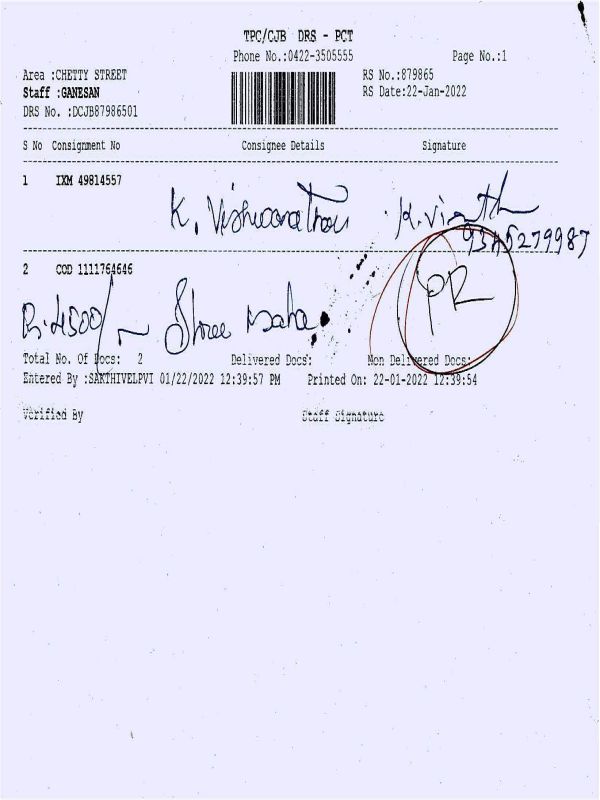 TPC/CJB DRS - PCT
Phone No.:0422-3505555 Page No.:1
Area :CHETTY STREET RS No.:879865
Staff :GANESAN RS Date:22-Jan-2022
DRS No. :DCJB87986501
S No Consignment No Consignee Details Signature
1 IXM 49814557
K. Vishwanathan K.
2 COD 1111764646
PR
Rs.4500/- Shree
Total No. Of Docs: 2 Delivered Docs: Non Delivered Docs:
Entered By :SAKTHIVELPVI 01/22/2022 12:39:57 PM Printed On: 22-01-2022 12:39:54
Verified By Staff Signature